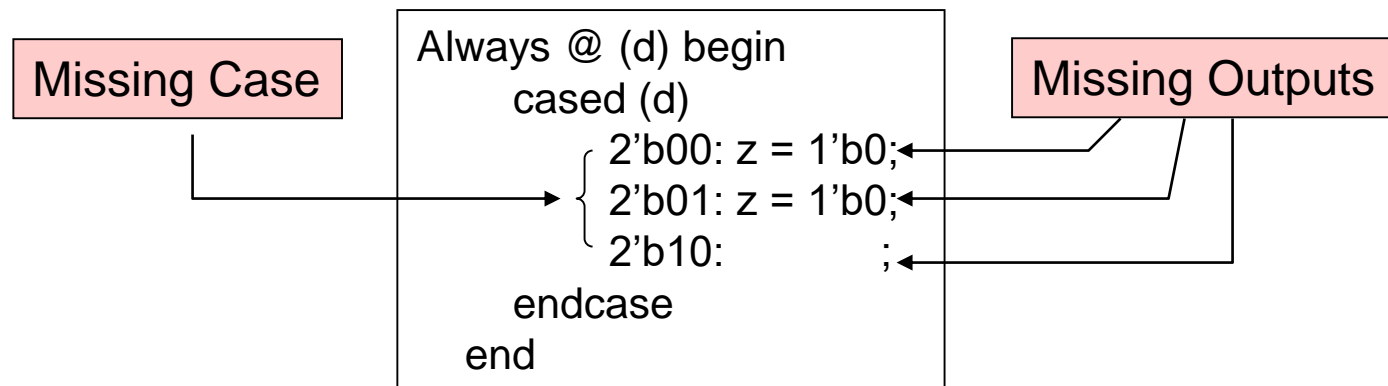 Missing Case
Always @ (d) begin
cased (d)
2’b00: z = 1’b0;
2’b01: z = 1’b0;
2’b10: ;
endcase
end
Missing Outputs